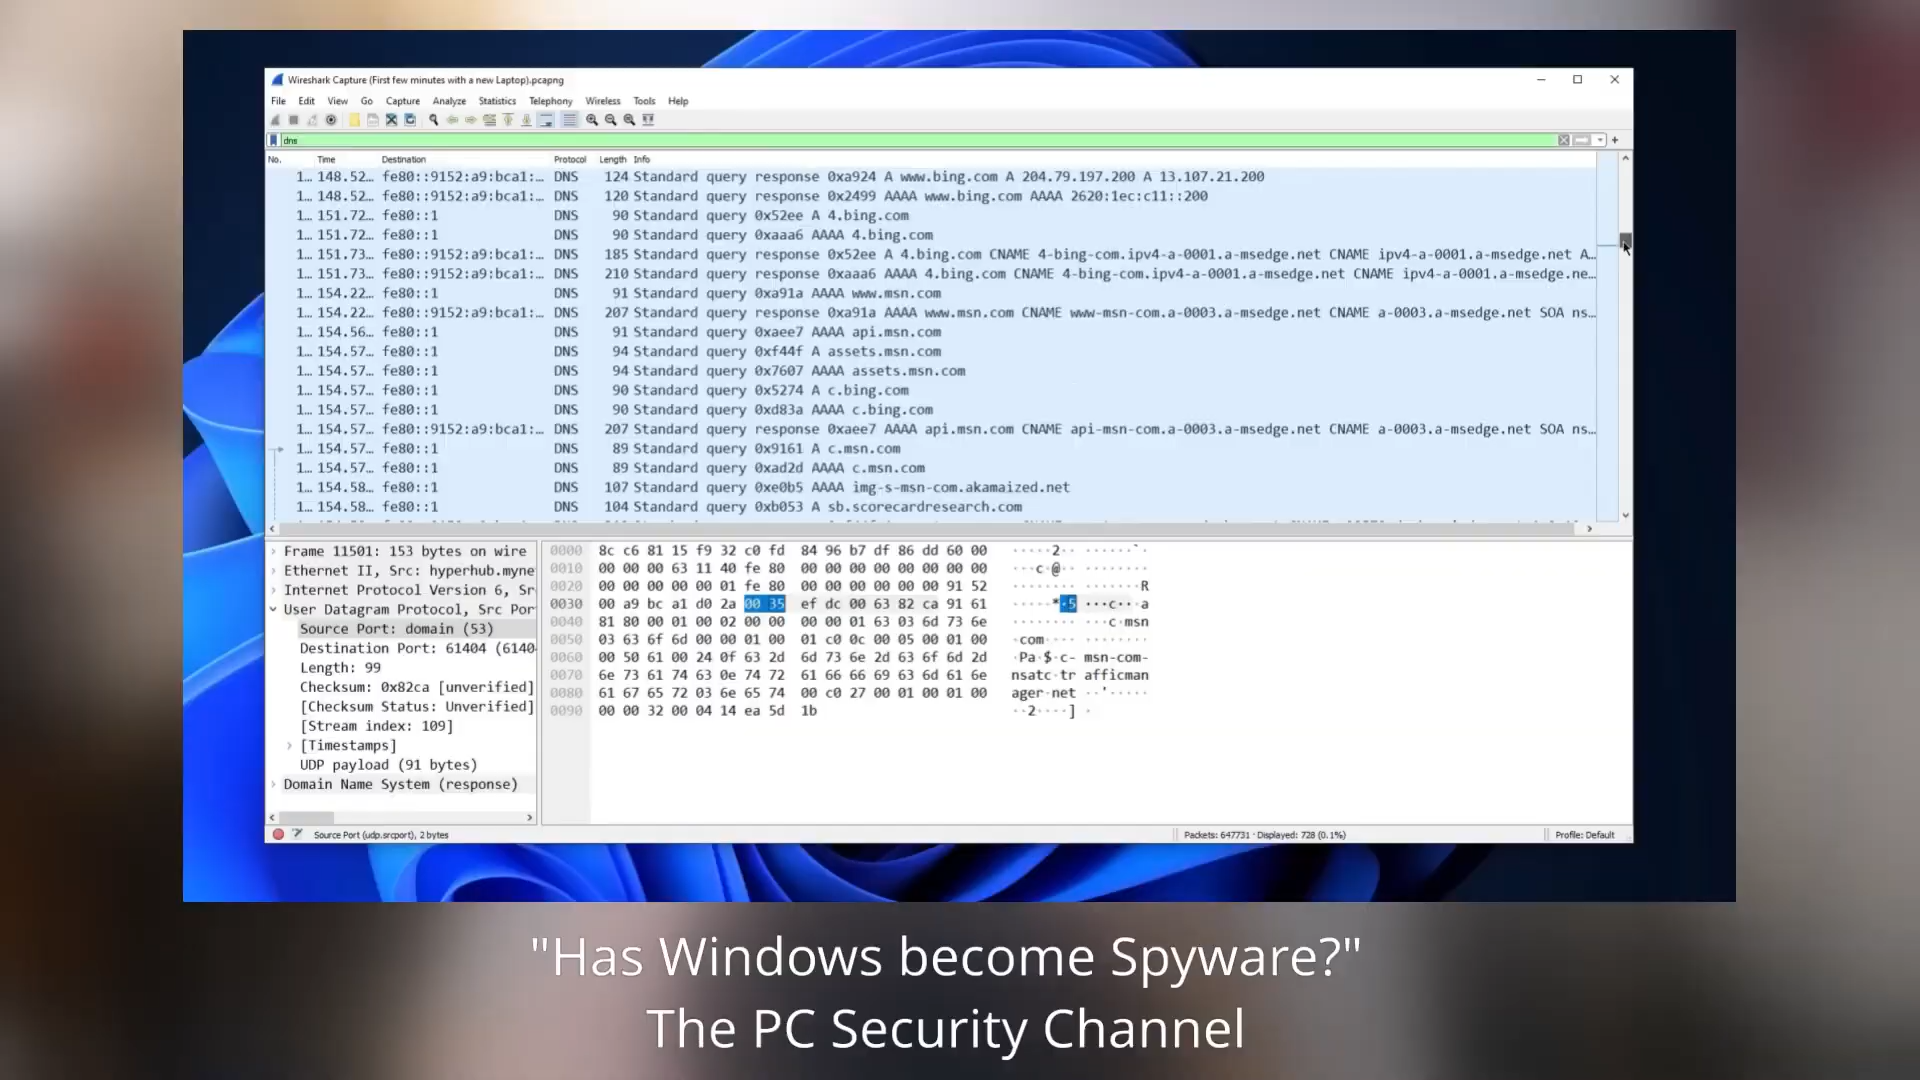 Wireshark Capture (First few minutes with a new Laptop).pcapng
File Edit View Go Capture Analyze Statistics Telephony Wireless Tools Help
dns
No. Time Destination Protocol Length Info
1… 148.52… fe80::9152:a9:bca1:… DNS 124 Standard query response 0xa924 A www.bing.com A 204.79.197.200 A 13.107.21.200
1… 148.52… fe80::9152:a9:bca1:… DNS 120 Standard query response 0x2499 AAAA www.bing.com AAAA 2620:1ec:c11::200
1… 151.72… fe80::1 DNS 90 Standard query 0x52ee A 4.bing.com
1… 151.72… fe80::1 DNS 90 Standard query 0xaaa6 AAAA 4.bing.com
1… 151.73… fe80::9152:a9:bca1:… DNS 185 Standard query response 0x52ee A 4.bing.com CNAME 4-bing-com.ipv4-a-0001.a-msedge.net CNAME ipv4-a-0001.a-msedge.net A…
1… 151.73… fe80::9152:a9:bca1:… DNS 210 Standard query response 0xaaa6 AAAA 4.bing.com CNAME 4-bing-com.ipv4-a-0001.a-msedge.net CNAME ipv4-a-0001.a-msedge.ne…
1… 154.22… fe80::1 DNS 91 Standard query 0xa91a AAAA www.msn.com
1… 154.22… fe80::9152:a9:bca1:… DNS 207 Standard query response 0xa91a AAAA www.msn.com CNAME www-msn-com.a-0003.a-msedge.net CNAME a-0003.a-msedge.net SOA ns…
1… 154.56… fe80::1 DNS 91 Standard query 0xaee7 AAAA api.msn.com
1… 154.57… fe80::1 DNS 94 Standard query 0xf44f A assets.msn.com
1… 154.57… fe80::1 DNS 94 Standard query 0x7607 AAAA assets.msn.com
1… 154.57… fe80::1 DNS 90 Standard query 0x5274 A c.bing.com
1… 154.57… fe80::1 DNS 90 Standard query 0xd83a AAAA c.bing.com
1… 154.57… fe80::9152:a9:bca1:… DNS 207 Standard query response 0xaee7 AAAA api.msn.com CNAME api-msn-com.a-0003.a-msedge.net CNAME a-0003.a-msedge.net SOA ns…
1… 154.57… fe80::1 DNS 89 Standard query 0x9161 A c.msn.com
1… 154.57… fe80::1 DNS 89 Standard query 0xad2d AAAA c.msn.com
1… 154.58… fe80::1 DNS 107 Standard query 0xe0b5 AAAA img-s-msn-com.akamaized.net
1… 154.58… fe80::1 DNS 104 Standard query 0xb053 A sb.scorecardresearch.com
Frame 11501: 153 bytes on wire
Ethernet II, Src: hyperhub.myne
Internet Protocol Version 6, Sr
User Datagram Protocol, Src Por
Source Port: domain (53)
Destination Port: 61404 (6140
Length: 99
Checksum: 0x82ca [unverified]
[Checksum Status: Unverified]
[Stream index: 109]
[Timestamps]
UDP payload (91 bytes)
Domain Name System (response)
0000 8c c6 81 15 f9 32 c0 fd 84 96 b7 df 86 dd 60 00 ·····2·· ······`·
0010 00 00 00 63 11 40 fe 80 00 00 00 00 00 00 00 00 ···c·@·· ········
0020 00 00 00 00 00 01 fe 80 00 00 00 00 00 00 91 52 ········ ·······R
0030 00 a9 bc a1 d0 2a 00 35 ef dc 00 63 82 ca 91 61 ·····*·5 ···c···a
0040 81 80 00 01 00 02 00 00 00 00 01 63 03 6d 73 6e ········ ···c·msn
0050 03 63 6f 6d 00 00 01 00 01 c0 0c 00 05 00 01 00 ·com···· ········
0060 00 50 61 00 24 0f 63 2d 6d 73 6e 2d 63 6f 6d 2d ·Pa·$·c- msn-com-
0070 6e 73 61 74 63 0e 74 72 61 66 66 69 63 6d 61 6e nsatc·tr afficman
0080 61 67 65 72 03 6e 65 74 00 c0 27 00 01 00 01 00 ager·net ··'·····
0090 00 00 32 00 04 14 ea 5d 1b ··2····] ·
Source Port (udp.srcport), 2 bytes Packets: 647731 · Displayed: 728 (0.1%) Profile: Default
"Has Windows become Spyware?"
The PC Security Channel